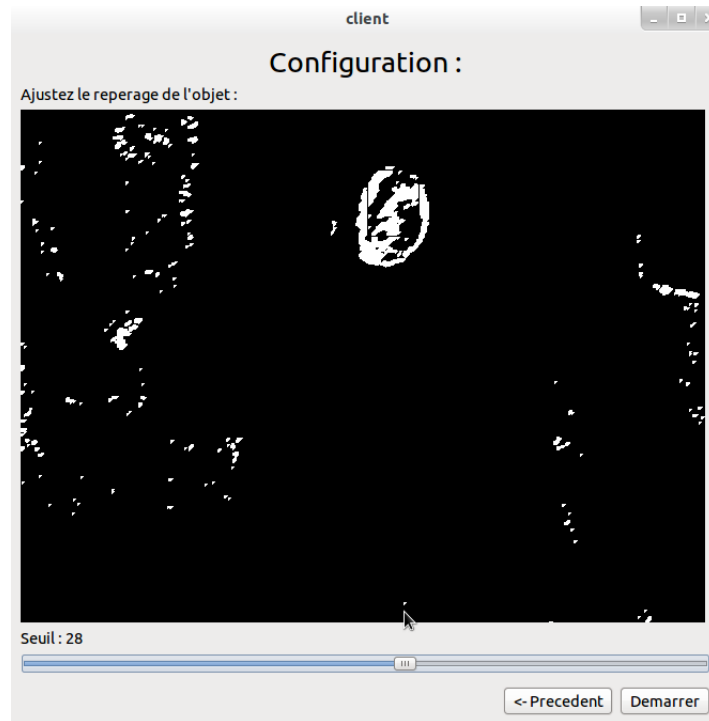 client
Configuration :
Ajustez le reperage de l'objet :
Seuil : 28
<- Precedent Demarrer